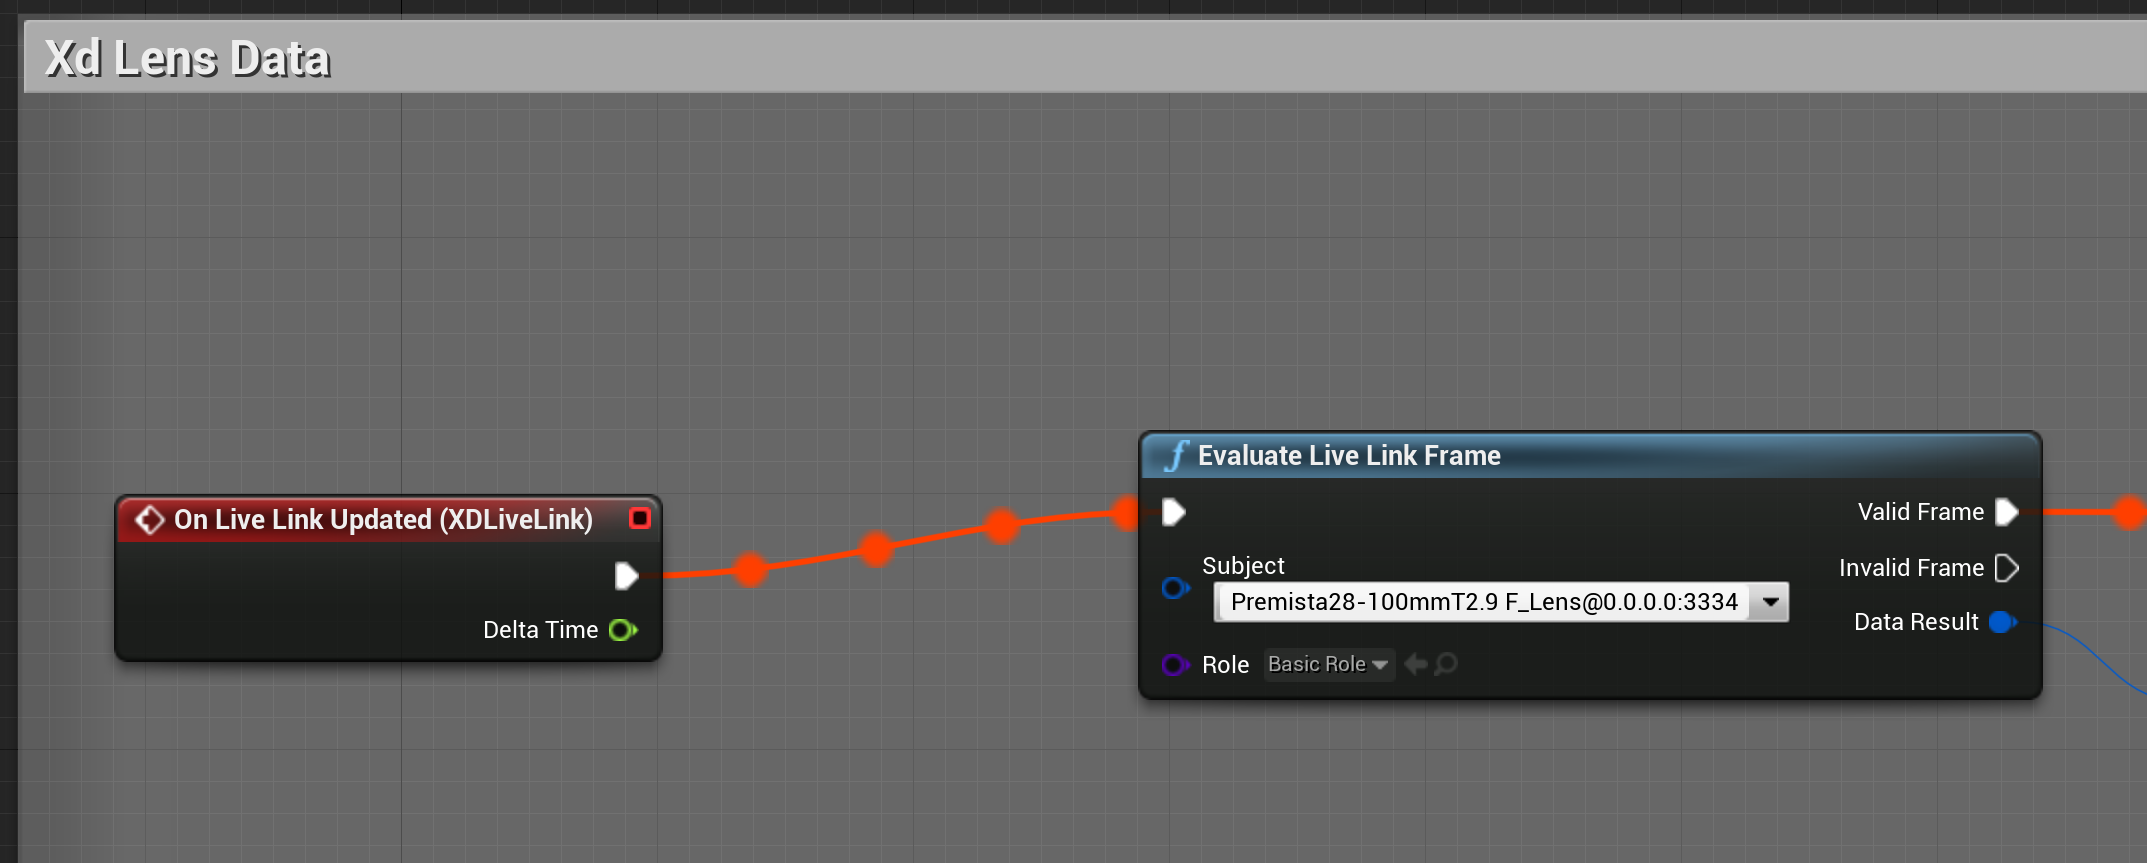 Xd Lens Data
On Live Link Updated (XDLiveLink)
Delta Time
Evaluate Live Link Frame
Valid Frame
Subject
Invalid Frame
Premista28-100mmT2.9 F_Lens@0.0.0.0:3334
Data Result
Role Basic Role